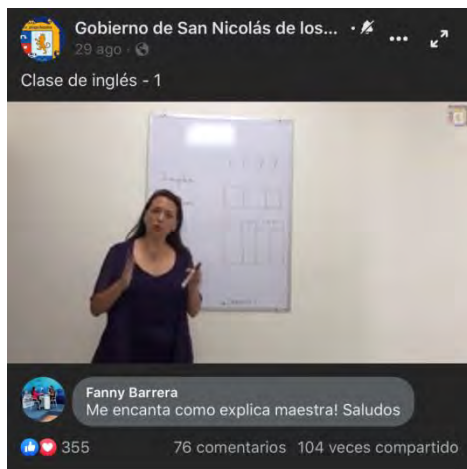 Gobierno de San Nicolás de los...
29 ago
Clase de inglés - 1
Fanny Barrera
Me encanta como explica maestra! Saludos
355
76 comentarios 104 veces compartido